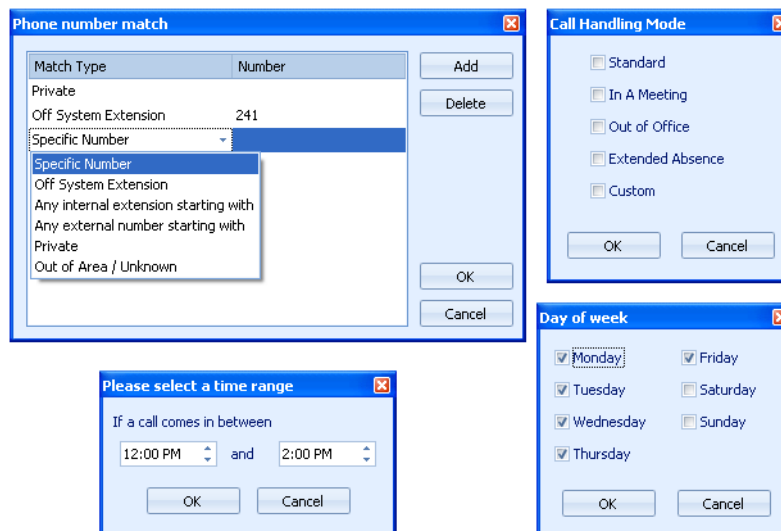 Phone number match
Match Type Number
Private
Off System Extension 241
Specific Number
Specific Number
Off System Extension
Any internal extension starting with
Any external number starting with
Private
Out of Area / Unknown
Add
Delete
OK
Cancel
Call Handling Mode
Standard
In A Meeting
Out of Office
Extended Absence
Custom
OK Cancel
Please select a time range
If a call comes in between
12:00 PM and 2:00 PM
OK Cancel
Day of week
Monday Friday
Tuesday Saturday
Wednesday Sunday
Thursday
OK Cancel